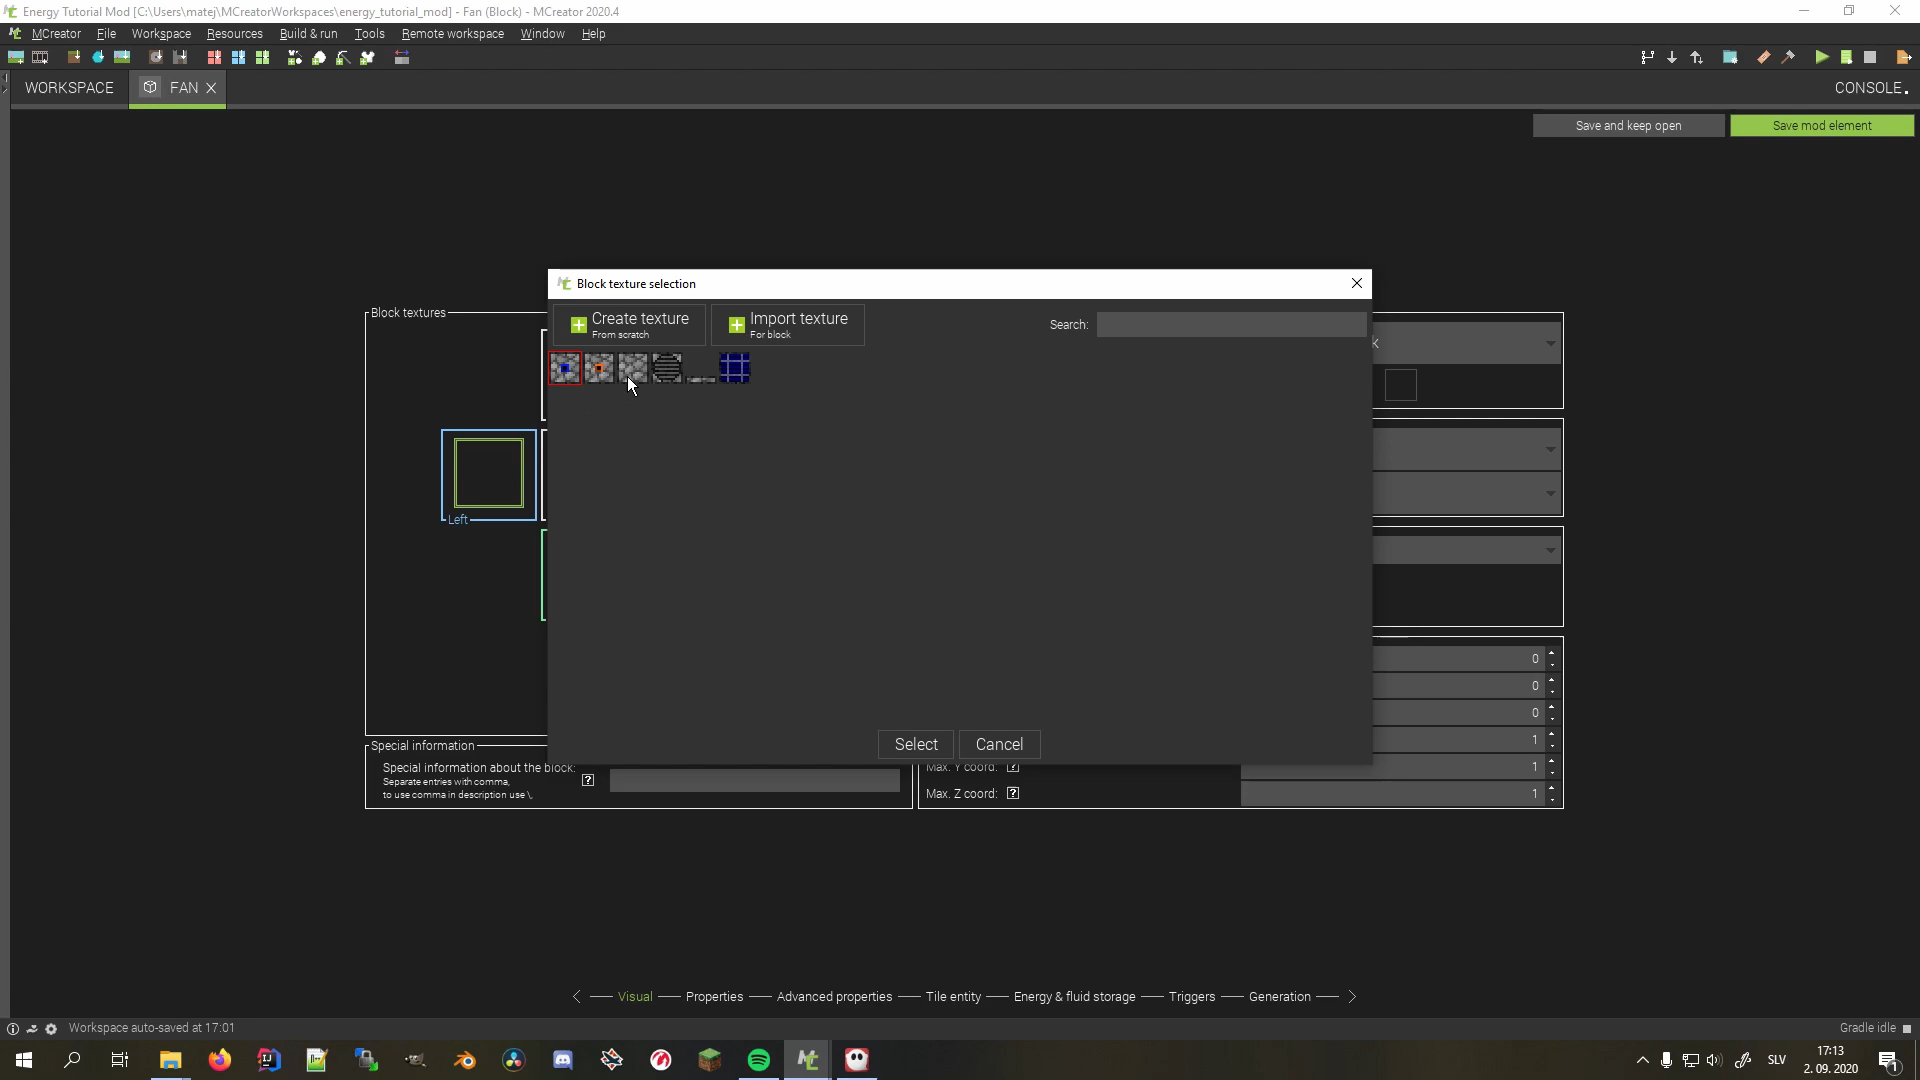 Energy Tutorial Mod [C:\Users\matej\MCreatorWorkspaces\energy_tutorial_mod] - Fan (Block) - MCreator 2020.4
MCreator File Workspace Resources Build & run Tools Remote workspace Window Help
WORKSPACE FAN CONSOLE
Save and keep open Save mod element
Block texture selection
Block textures
Create texture
From scratch
Import texture
For block
Search:
Left
Select Cancel
Special information
Special information about the block:
Separate entries with comma,
to use comma in description use \,
0
0
0
1
Max. Y coord: 1
Max. Z coord: 1
Visual Properties Advanced properties Tile entity Energy & fluid storage Triggers Generation
Workspace auto-saved at 17:01
Gradle idle
SLV
17:13
2. 09. 2020
1